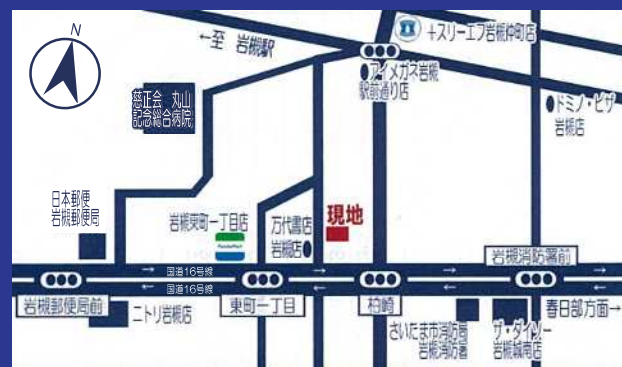 N
←至 岩槻駅
+スリーエフ岩槻仲町店
アイメガネ岩槻
駅前通り店
慈正会 丸山
記念総合病院
ドミノ・ピザ
岩槻店
日本郵便
岩槻郵便局
岩槻東町一丁目店
FamilyMart
万代書店
岩槻店
現地
岩槻消防署前
→ 国道16号線 → →
← 国道16号線 ← ←
岩槻郵便局前
ニトリ岩槻店
東町一丁目
柏崎
さいたま市消防局
岩槻消防署
ザ・ダイソー
岩槻城南店
春日部方面→